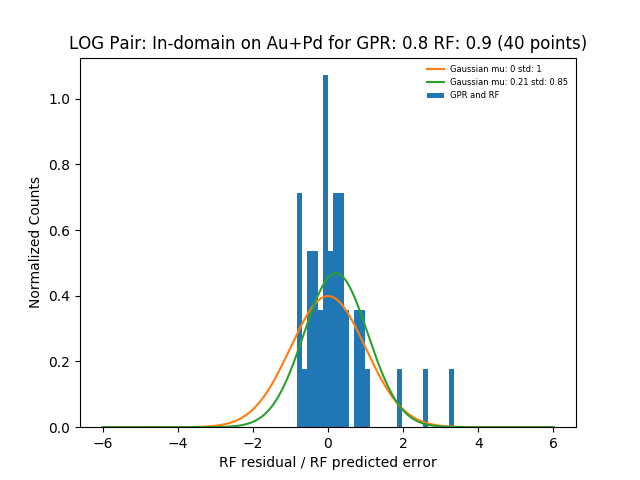 LOG Pair: In-domain on Au+Pd for GPR: 0.8 RF: 0.9 (40 points)
Gaussian mu: 0 std: 1
Gaussian mu: 0.21 std: 0.85
GPR and RF
Normalized Counts
1.0
0.8
0.6
0.4
0.2
0.0
−6 −4 −2 0 2 4 6
RF residual / RF predicted error